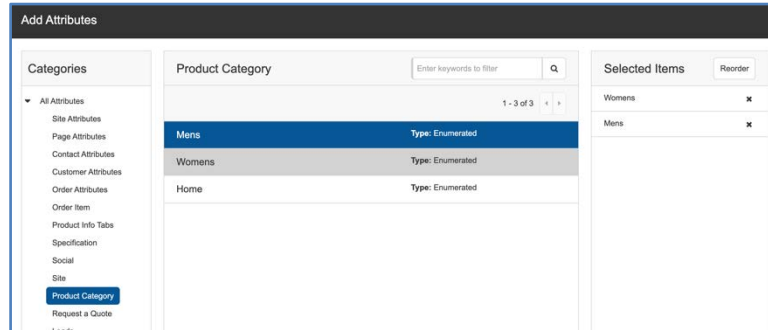 Add Attributes
Categories
All Attributes
Site Attributes
Page Attributes
Contact Attributes
Customer Attributes
Order Attributes
Order Item
Product Info Tabs
Specification
Social
Site
Product Category
Request a Quote
Product Category
Enter keywords to filter
1 - 3 of 3
Mens Type: Enumerated
Womens Type: Enumerated
Home Type: Enumerated
Selected Items Reorder
Womens
Mens